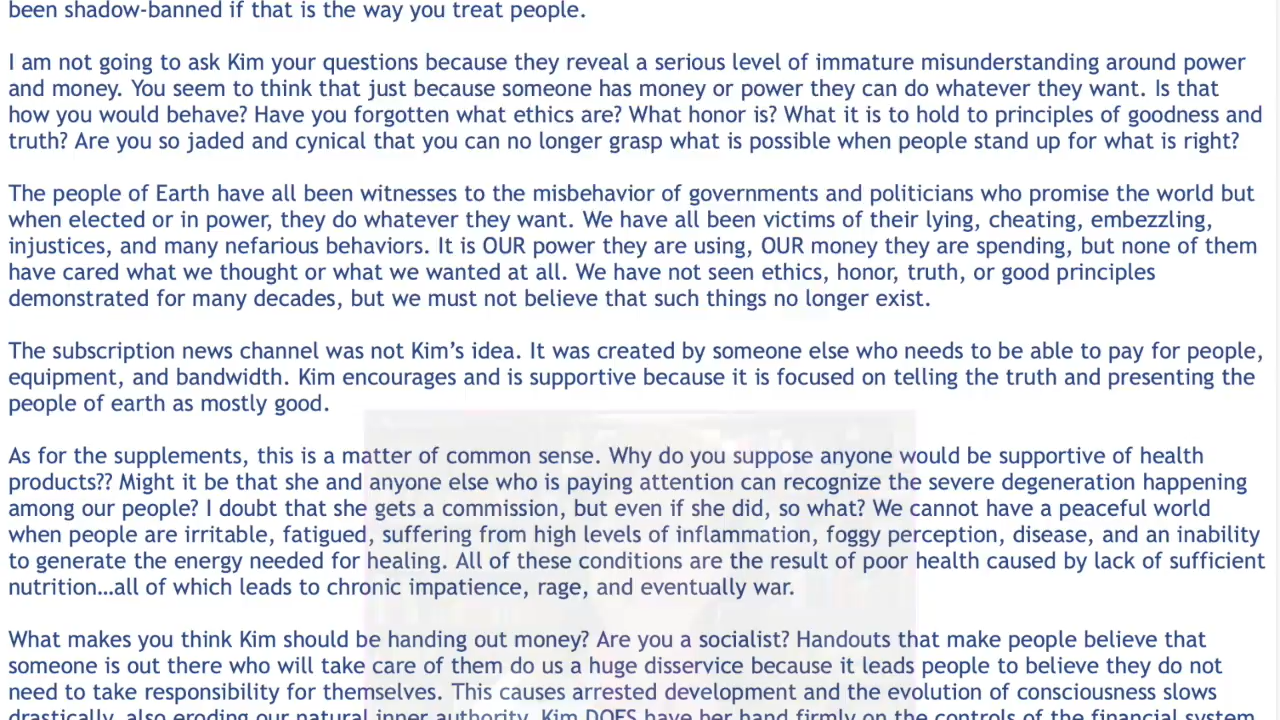 been shadow-banned if that is the way you treat people.
I am not going to ask Kim your questions because they reveal a serious level of immature misunderstanding around power
and money. You seem to think that just because someone has money or power they can do whatever they want. Is that
how you would behave? Have you forgotten what ethics are? What honor is? What it is to hold to principles of goodness and
truth? Are you so jaded and cynical that you can no longer grasp what is possible when people stand up for what is right?
The people of Earth have all been witnesses to the misbehavior of governments and politicians who promise the world but
when elected or in power, they do whatever they want. We have all been victims of their lying, cheating, embezzling,
injustices, and many nefarious behaviors. It is OUR power they are using, OUR money they are spending, but none of them
have cared what we thought or what we wanted at all. We have not seen ethics, honor, truth, or good principles
demonstrated for many decades, but we must not believe that such things no longer exist.
The subscription news channel was not Kim’s idea. It was created by someone else who needs to be able to pay for people,
equipment, and bandwidth. Kim encourages and is supportive because it is focused on telling the truth and presenting the
people of earth as mostly good.
As for the supplements, this is a matter of common sense. Why do you suppose anyone would be supportive of health
products?? Might it be that she and anyone else who is paying attention can recognize the severe degeneration happening
among our people? I doubt that she gets a commission, but even if she did, so what? We cannot have a peaceful world
when people are irritable, fatigued, suffering from high levels of inflammation, foggy perception, disease, and an inability
to generate the energy needed for healing. All of these conditions are the result of poor health caused by lack of sufficient
nutrition…all of which leads to chronic impatience, rage, and eventually war.
What makes you think Kim should be handing out money? Are you a socialist? Handouts that make people believe that
someone is out there who will take care of them do us a huge disservice because it leads people to believe they do not
need to take responsibility for themselves. This causes arrested development and the evolution of consciousness slows
drastically, also eroding our natural inner authority. Kim DOES have her hand firmly on the controls of the financial system